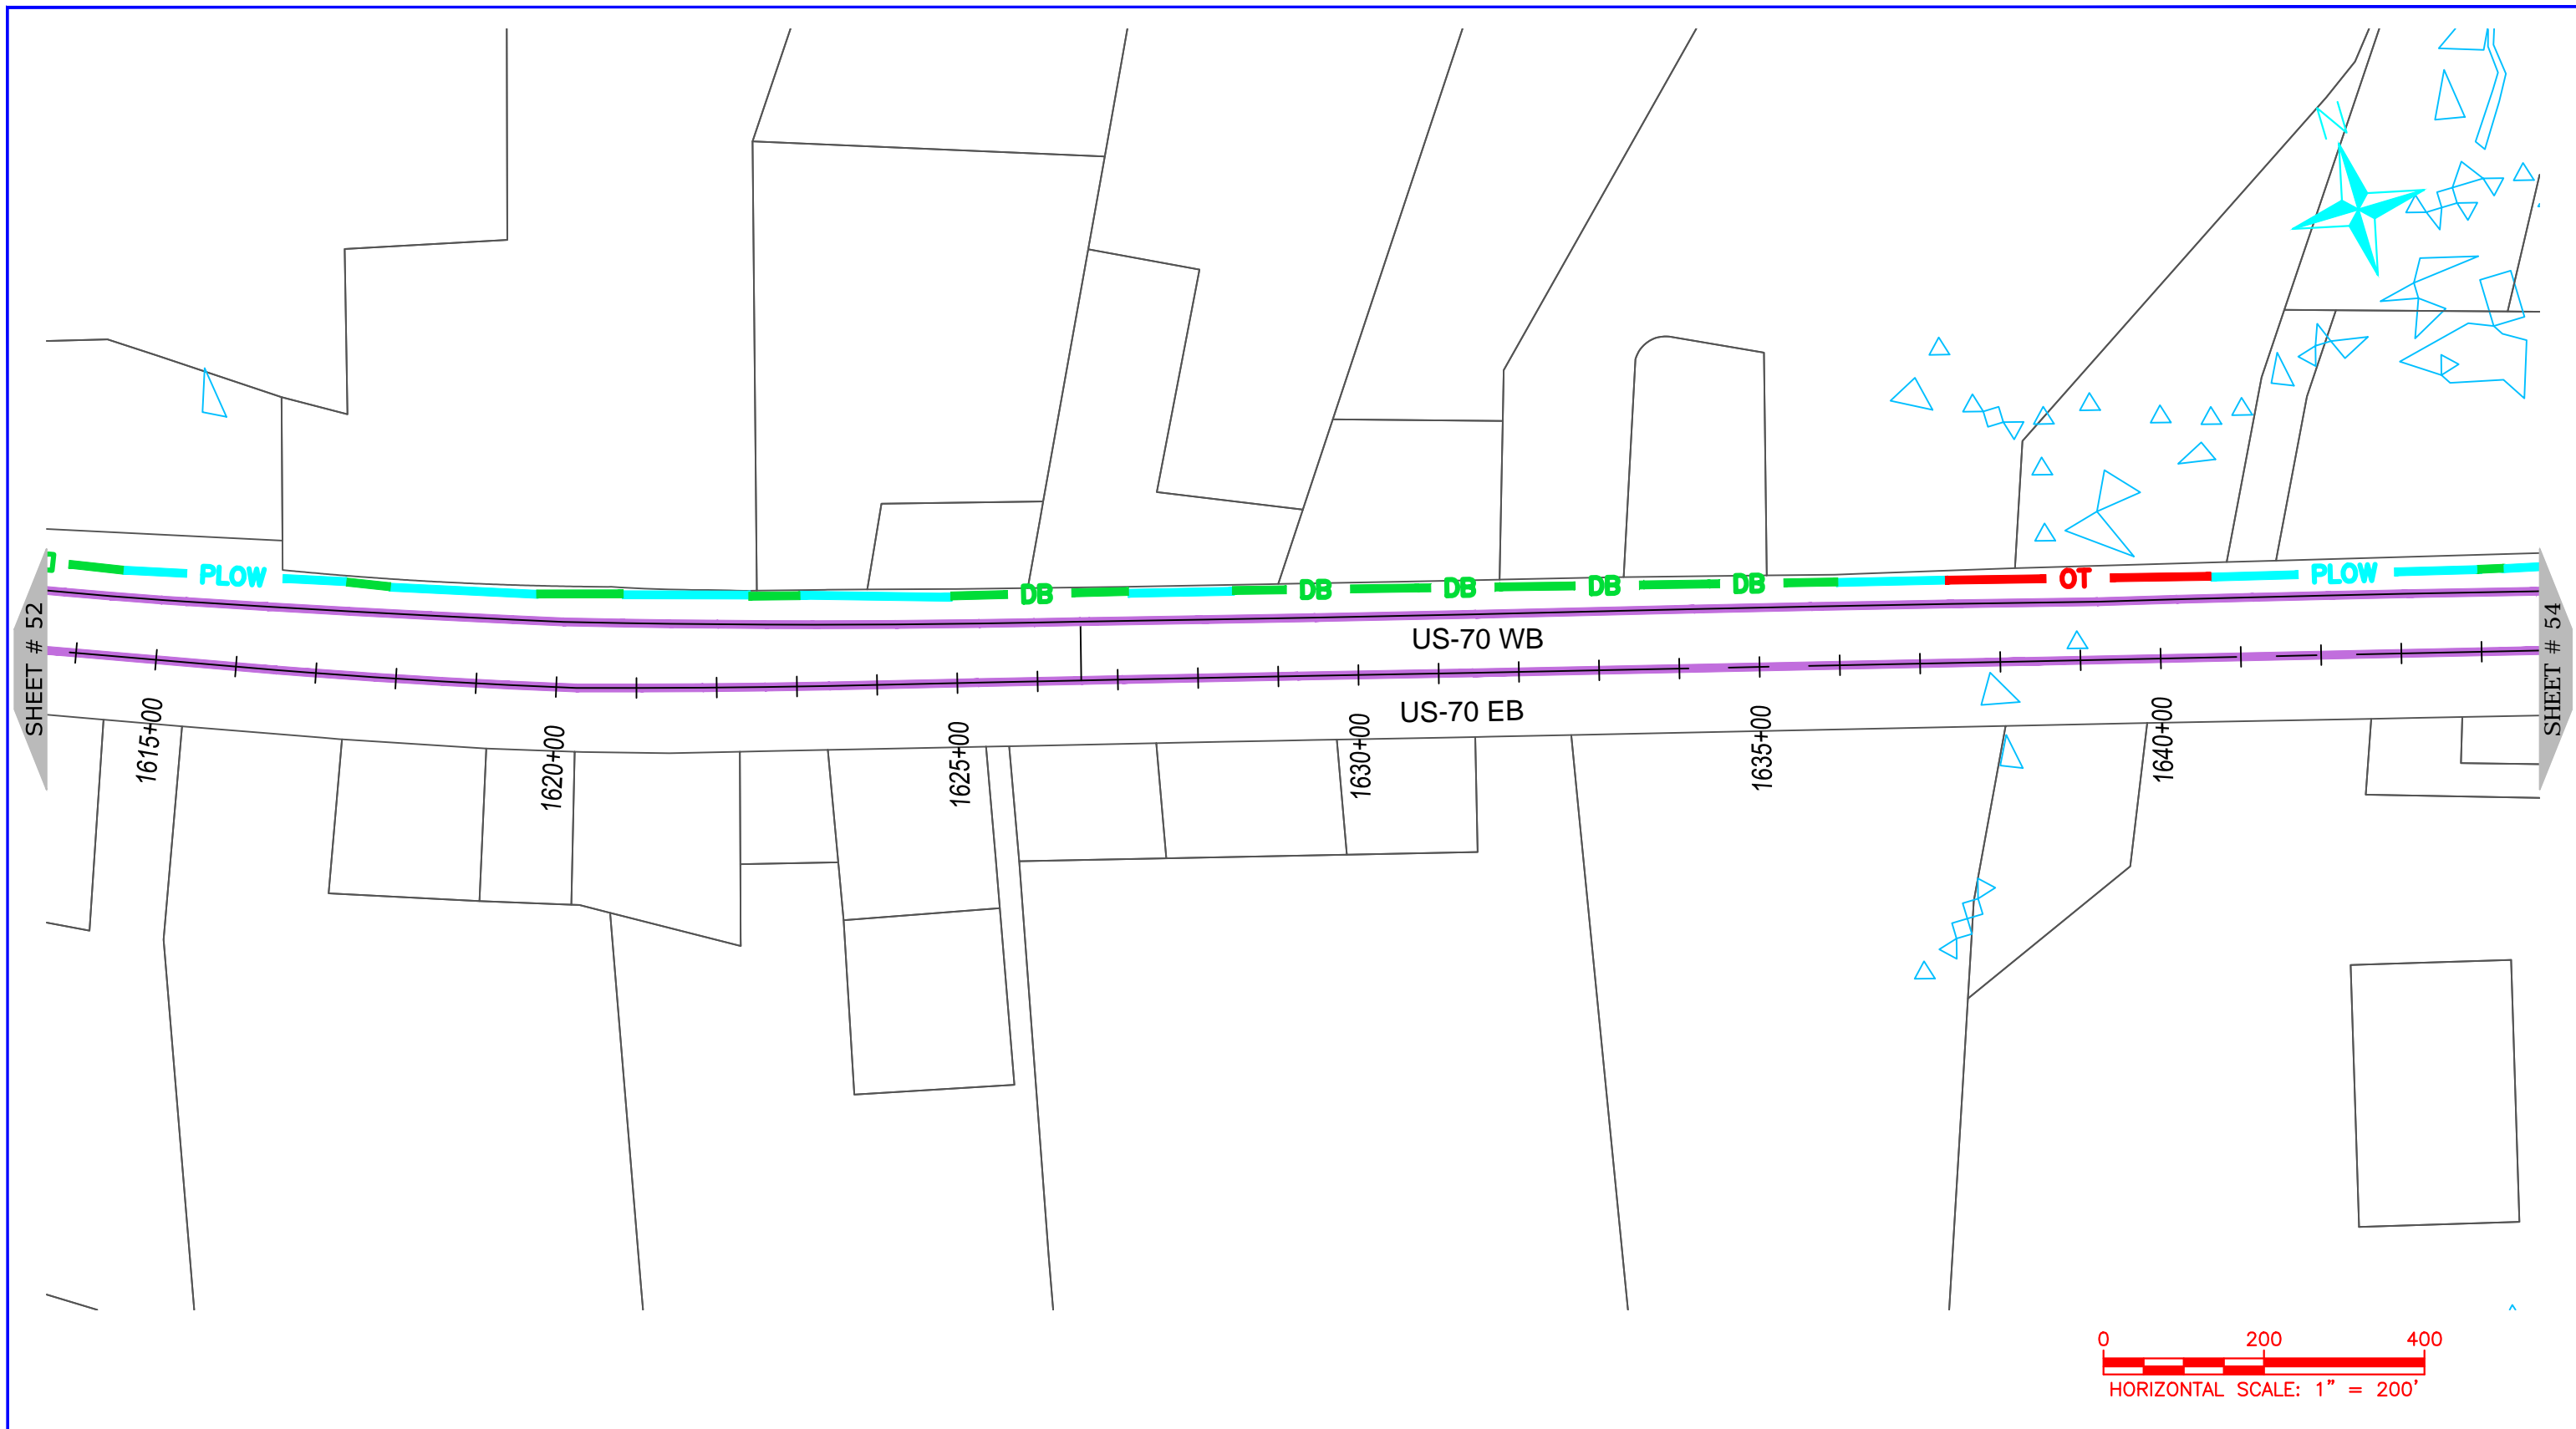 N
PLOW
DB
DB
DB
DB
DB
OT
PLOW
SHEET # 52
US-70 WB
SHEET # 54
US-70 EB
1615+00
1620+00
1625+00
1630+00
1635+00
1640+00
0 200 400
HORIZONTAL SCALE: 1” = 200'